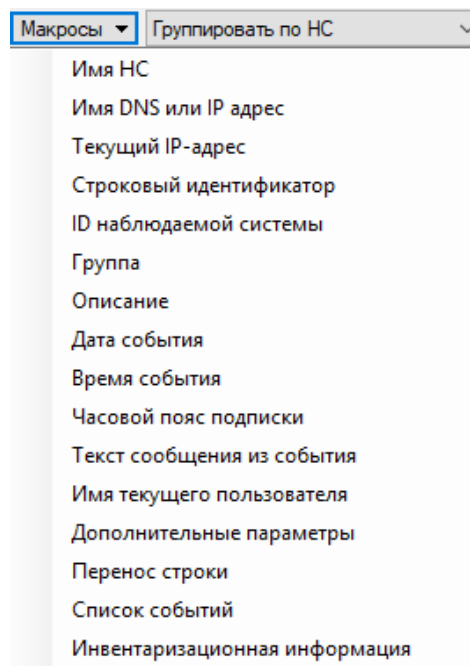 Макросы Группировать по НС
Имя НС
Имя DNS или IP адрес
Текущий IP-адрес
Строковый идентификатор
ID наблюдаемой системы
Группа
Описание
Дата события
Время события
Часовой пояс подписки
Текст сообщения из события
Имя текущего пользователя
Дополнительные параметры
Перенос строки
Список событий
Инвентаризационная информация